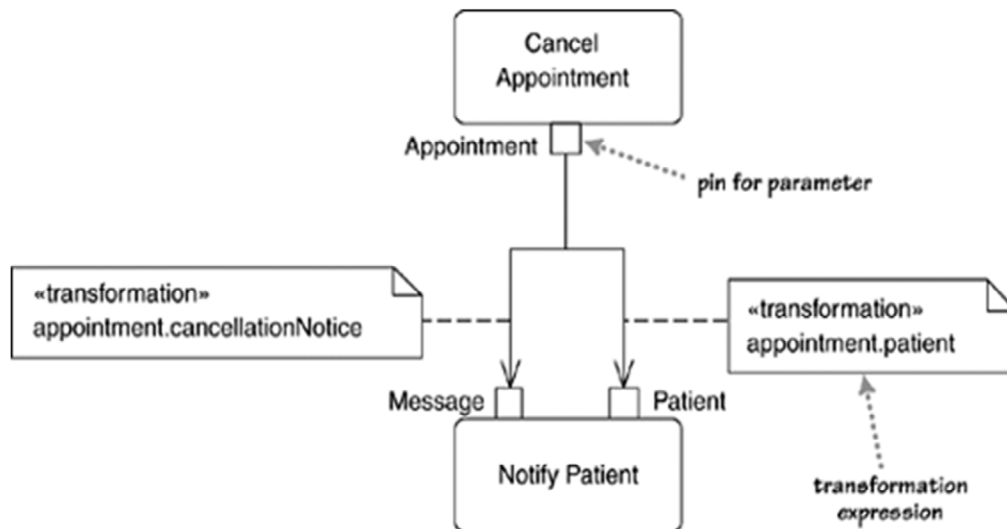 Cancel
Appointment
Appointment
pin for parameter
«transformation»
appointment.cancellationNotice
«transformation»
appointment.patient
Message
Patient
Notify Patient
transformation
expression